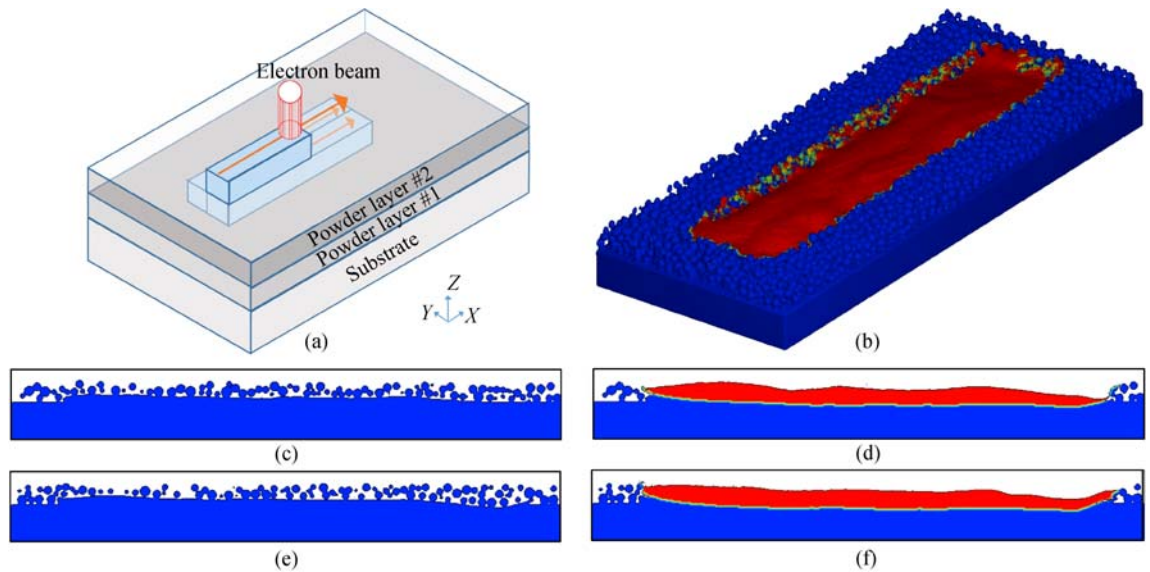 Electron beam
Powder layer #2
Powder layer #1
Substrate
Z
Y
X
(a)
(b)
(c)
(d)
(e)
(f)